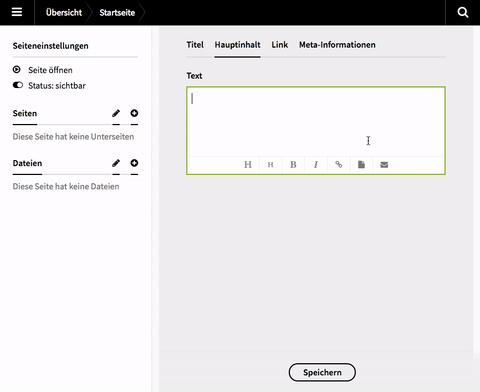 Übersicht Startseite
Seiteneinstellungen
Seite öffnen
Status: sichtbar
Seiten
Diese Seite hat keine Unterseiten
Dateien
Diese Seite hat keine Dateien
Titel Hauptinhalt Link Meta-Informationen
Text
H H B I
Speichern